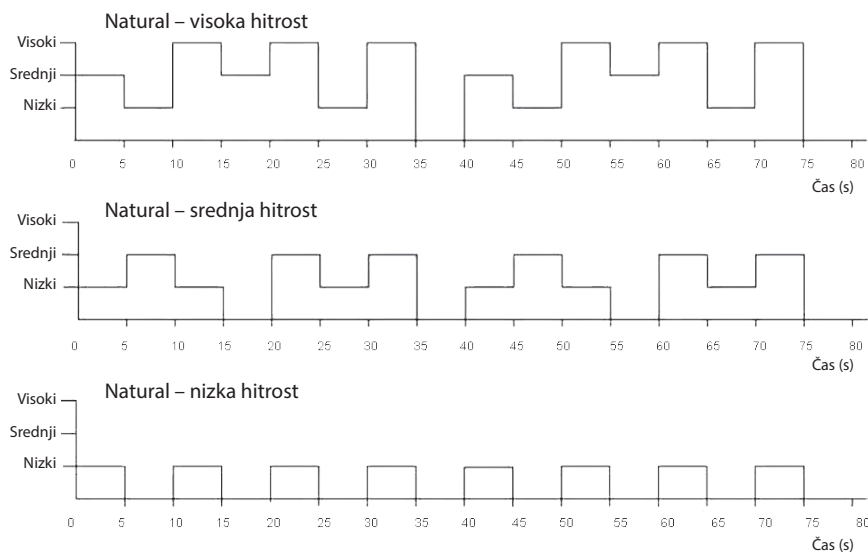 Natural – visoka hitrost
Visoki
Srednji
Nizki
0 5 10 15 20 25 30 35 40 45 50 55 60 65 70 75 80
Čas (s)
Natural – srednja hitrost
Visoki
Srednji
Nizki
0 5 10 15 20 25 30 35 40 45 50 55 60 65 70 75 80
Čas (s)
Natural – nizka hitrost
Visoki
Srednji
Nizki
0 5 10 15 20 25 30 35 40 45 50 55 60 65 70 75 80
Čas (s)